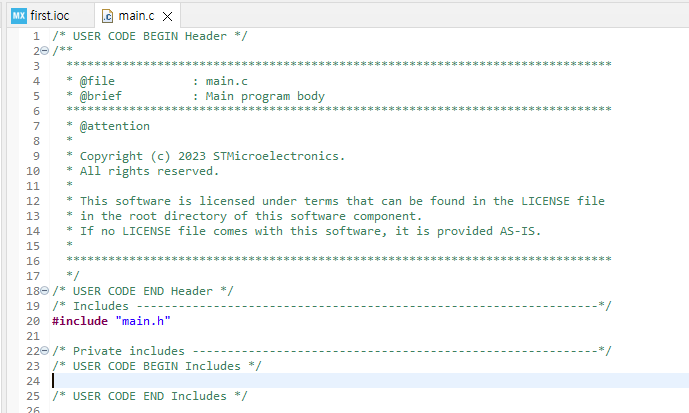 MX first.ioc
.c main.c
1 /* USER CODE BEGIN Header */
2 /**
3 ******************************************************************************
4 * @file : main.c
5 * @brief : Main program body
6 ******************************************************************************
7 * @attention
8 *
9 * Copyright (c) 2023 STMicroelectronics.
10 * All rights reserved.
11 *
12 * This software is licensed under terms that can be found in the LICENSE file
13 * in the root directory of this software component.
14 * If no LICENSE file comes with this software, it is provided AS-IS.
15 *
16 ******************************************************************************
17 */
18 /* USER CODE END Header */
19 /* Includes ------------------------------------------------------------------*/
20 #include "main.h"
21
22 /* Private includes ----------------------------------------------------------*/
23 /* USER CODE BEGIN Includes */
24
25 /* USER CODE END Includes */
26